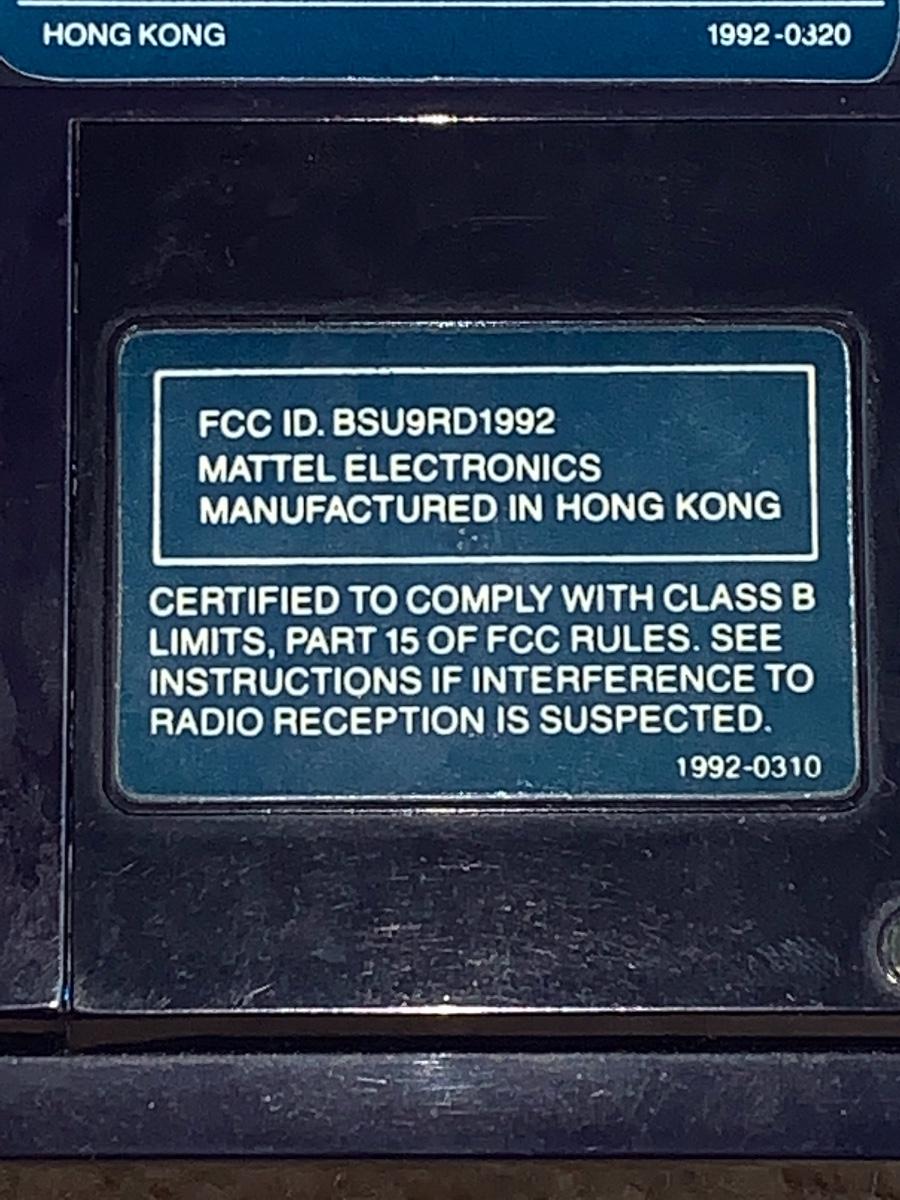 HONG KONG 1992-0320
FCC ID. BSU9RD1992
MATTEL ELECTRONICS
MANUFACTURED IN HONG KONG
CERTIFIED TO COMPLY WITH CLASS B
LIMITS, PART 15 OF FCC RULES. SEE
INSTRUCTIONS IF INTERFERENCE TO
RADIO RECEPTION IS SUSPECTED.
1992-0310